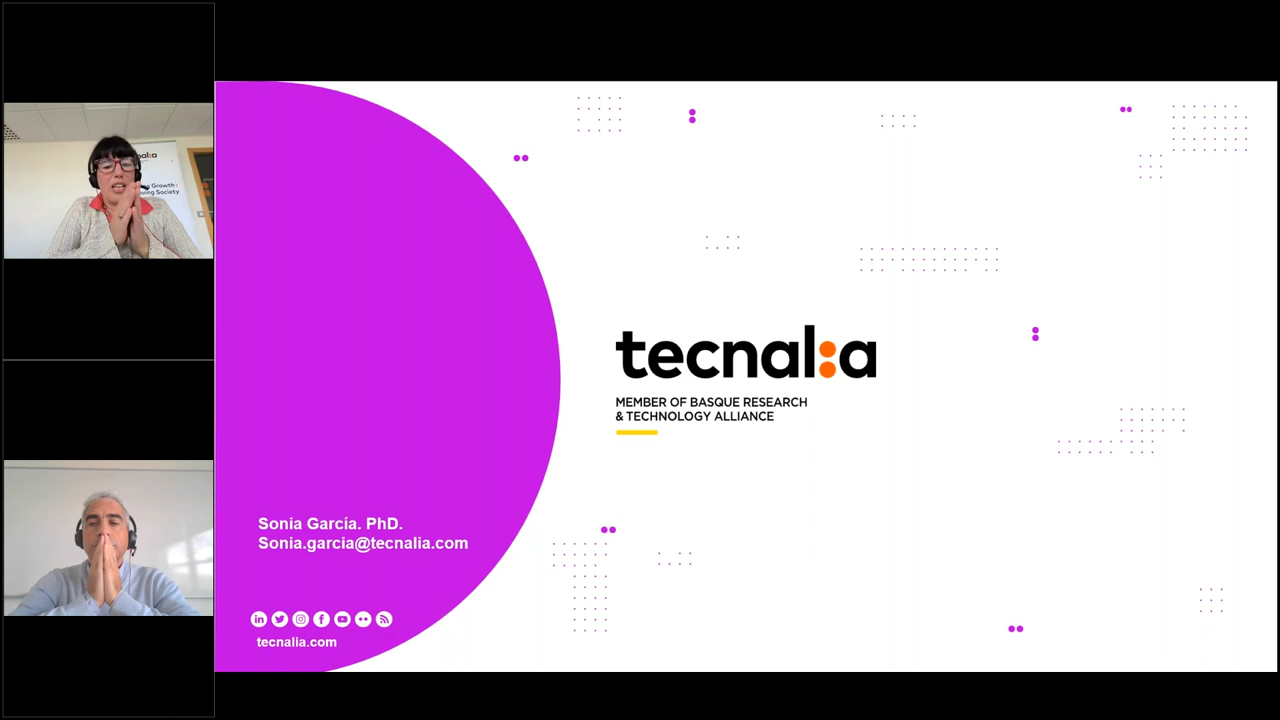 tecnalia
MEMBER OF BASQUE RESEARCH
& TECHNOLOGY ALLIANCE
Sonia García. PhD.
Sonia.garcia@tecnalia.com
tecnalia.com